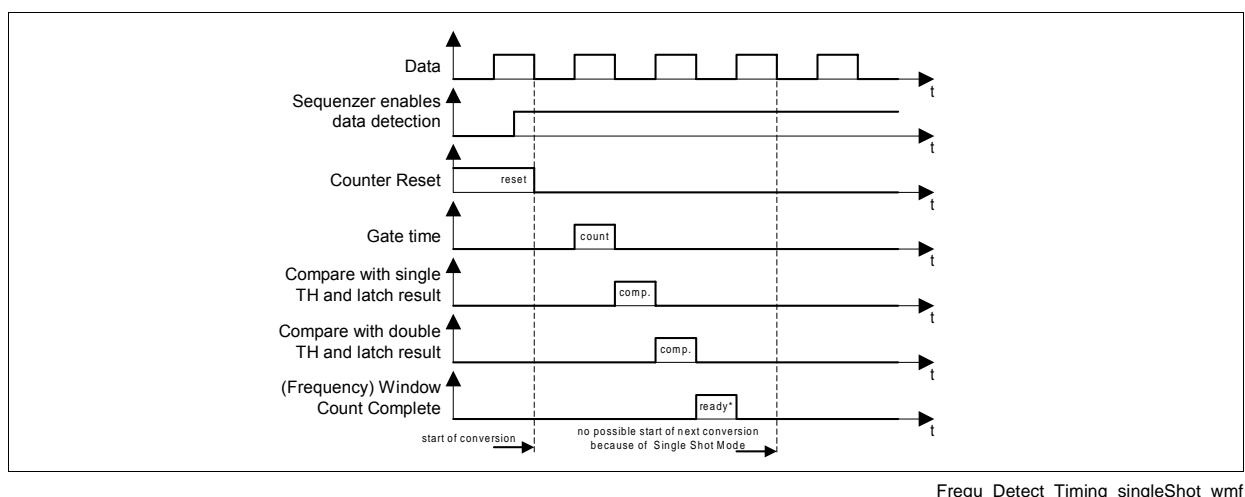 Data
t
Sequenzer enables
data detection
t
Counter Reset
reset
t
Gate time
count
t
Compare with single
TH and latch result
comp.
t
Compare with double
TH and latch result
comp.
t
(Frequency) Window
Count Complete
ready*
t
start of conversion
no possible start of next conversion
because of Single Shot Mode
Frequ_Detect_Timing_singleShot_wmf